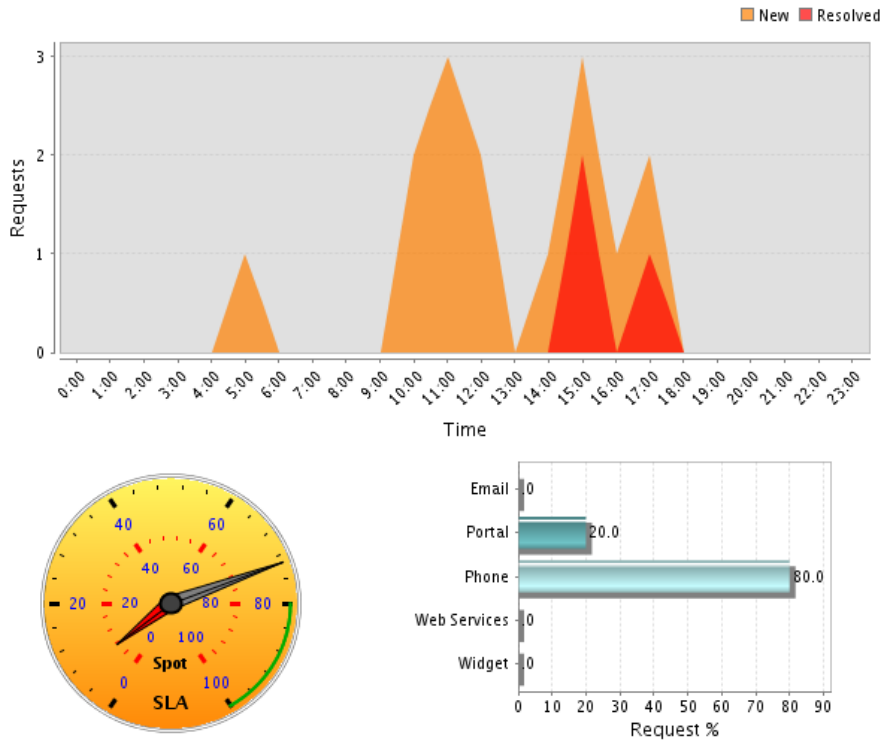 New Resolved
3
2
1
0
Requests
0:00 1:00 2:00 3:00 4:00 5:00 6:00 7:00 8:00 9:00 10:00 11:00 12:00 13:00 14:00 15:00 16:00 17:00 18:00 19:00 20:00 21:00 22:00 23:00
Time
40 60
40 60
20 20 80 80
0 100
Spot
0 100
SLA
Email .0
Portal 20.0
Phone 80.0
Web Services .0
Widget .0
0 10 20 30 40 50 60 70 80 90
Request %